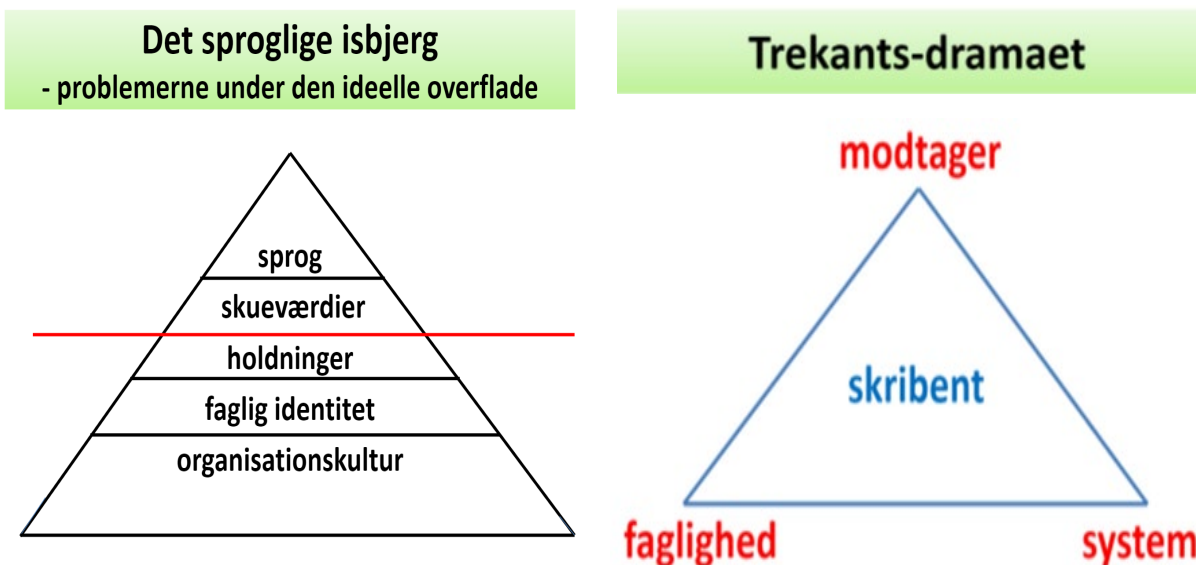 Det sproglige isbjerg
- problemerne under den ideelle overflade
sprog
skueværdier
holdninger
faglig identitet
organisationskultur
Trekants-dramaet
modtager
skribent
faglighed
system